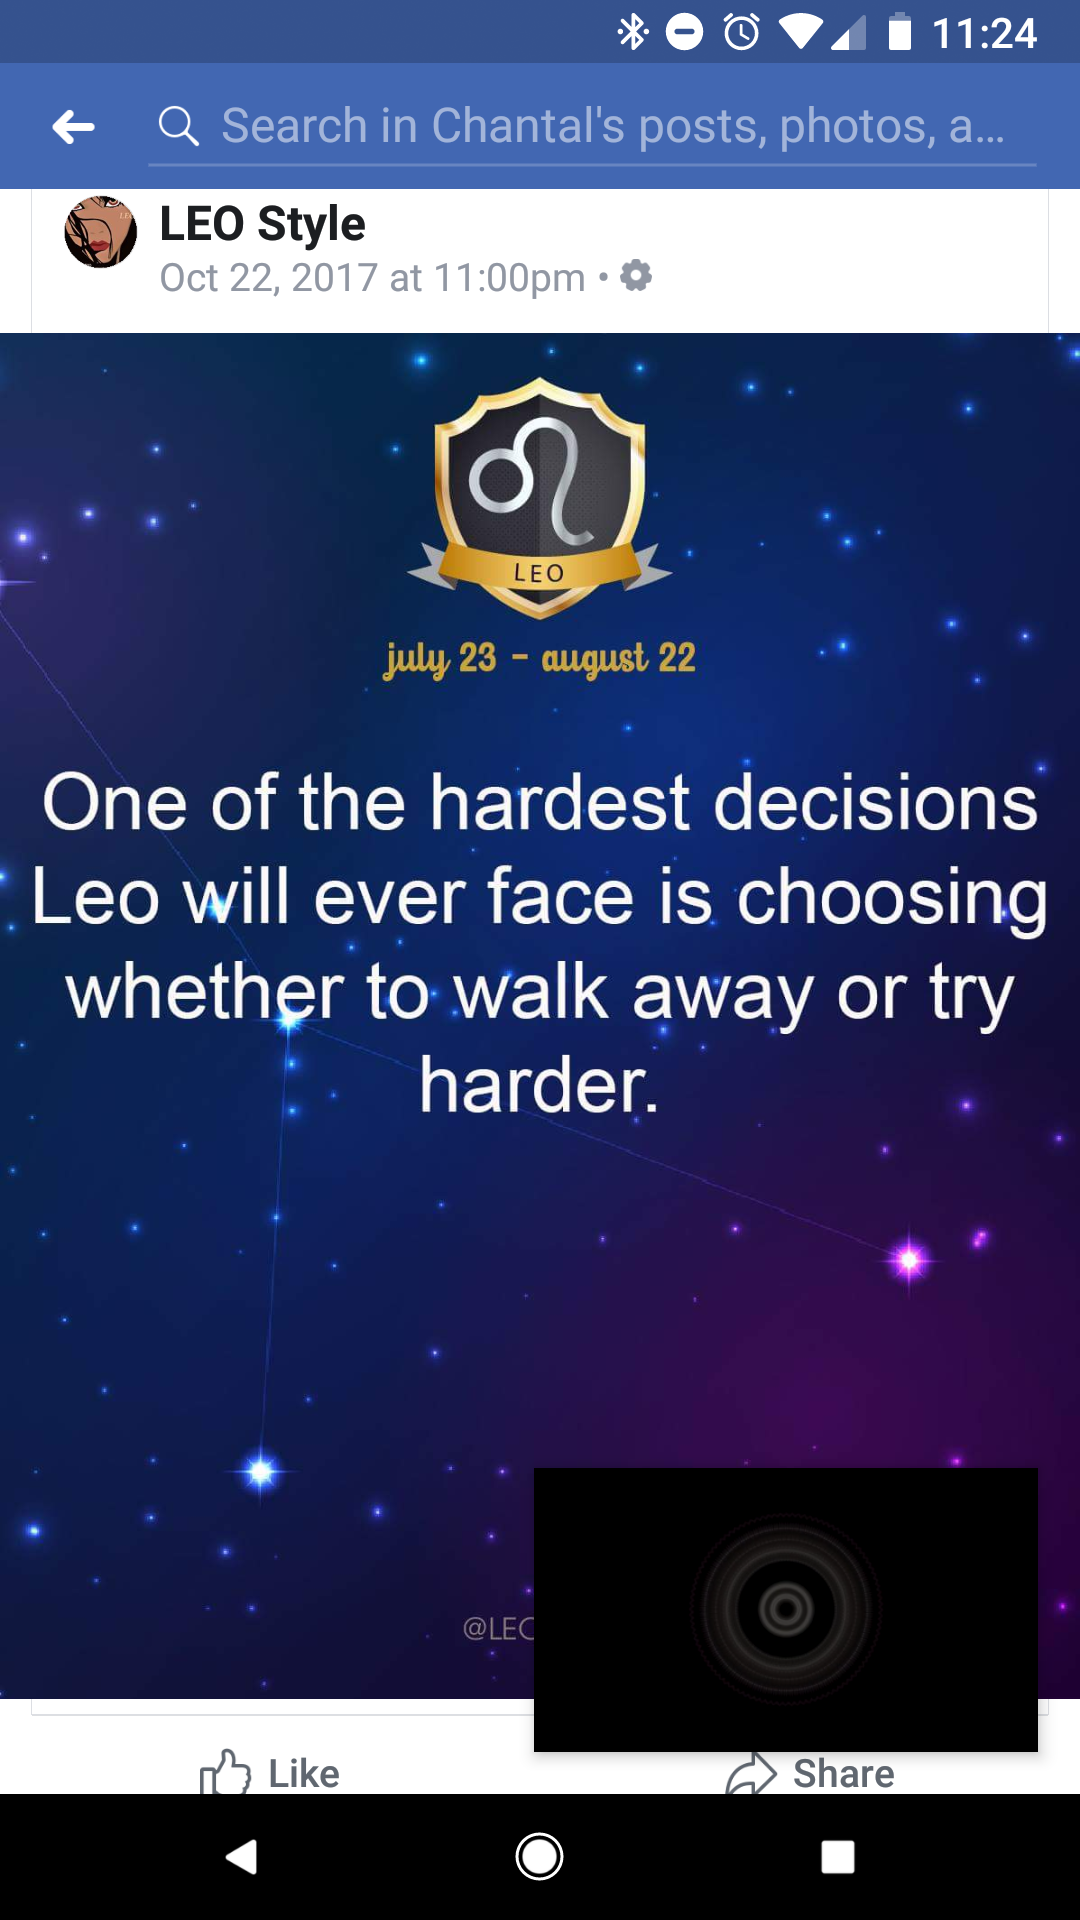 11:24
Search in Chantal's posts, photos, a...
LEO Style
Oct 22, 2017 at 11:00pm •
LEO
july 23 - august 22
One of the hardest decisions
Leo will ever face is choosing
whether to walk away or try
harder.
Like
Share